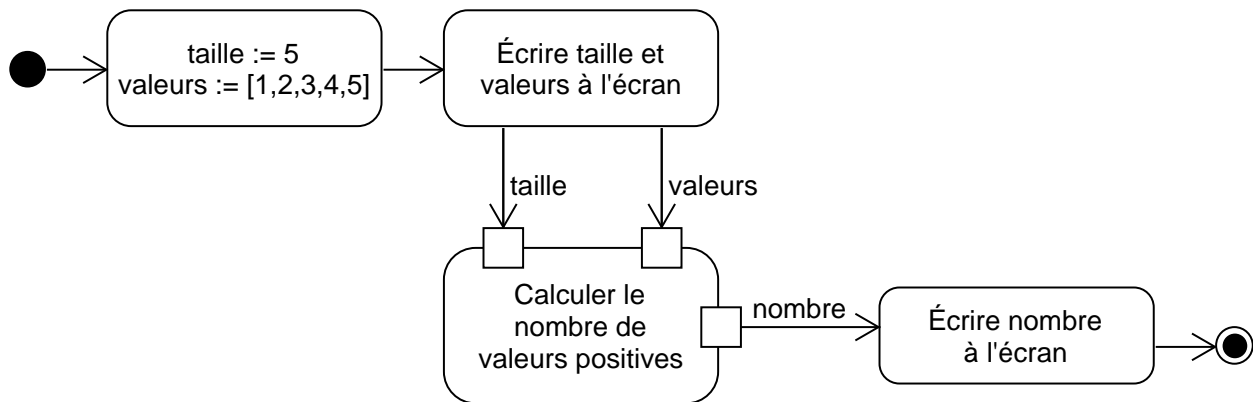 taille := 5
valeurs := [1,2,3,4,5]
Écrire taille et
valeurs à l'écran
taille
valeurs
Calculer le
nombre de
valeurs positives
nombre
Écrire nombre
à l'écran